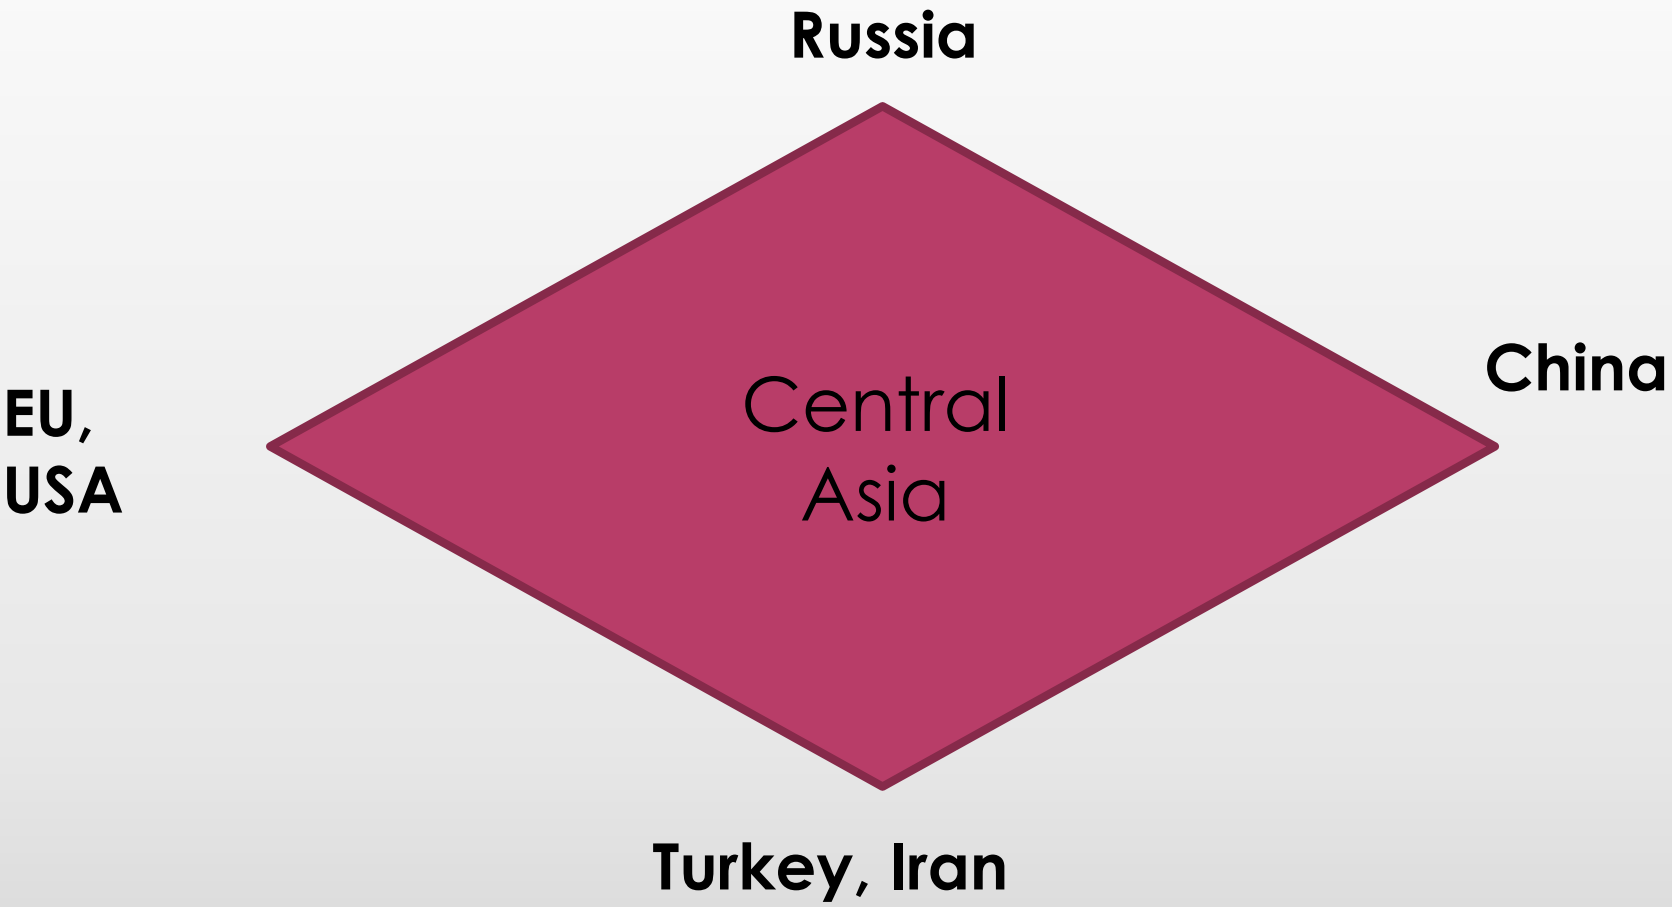 Russia
China
EU,
USA
Central
Asia
Turkey, Iran